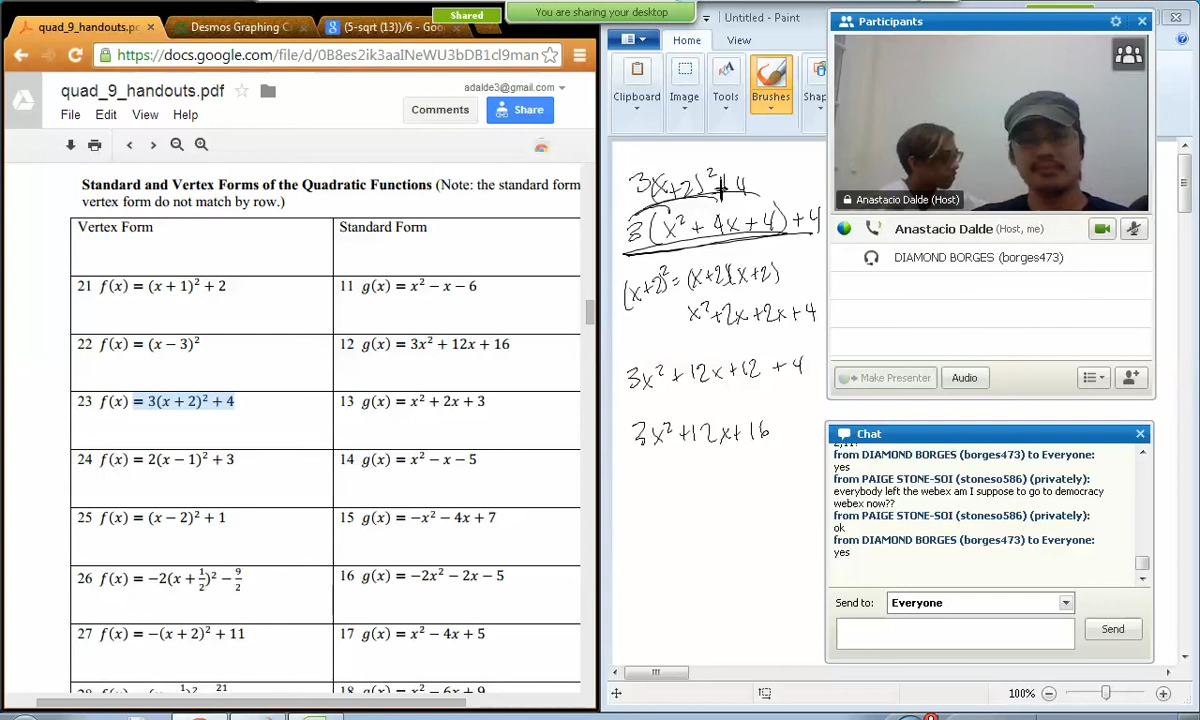 quad_9_handouts.pc
Desmos Graphing C
(5-sqrt (13))/6 - Go
Shared
You are sharing your desktop
https://docs.google.com/file/d/0B8es2ik3aaINeWw3bDB1cl9man
quad_9_handouts.pdf
adalde3@gmail.com
File Edit View Help
Comments
Share
Standard and Vertex Forms of the Quadratic Functions (Note: the standard form
vertex form do not match by row.)
Vertex Form
Standard Form
21 f(x) = (x + 1)² + 2
11 g(x) = x² − x − 6
22 f(x) = (x − 3)²
12 g(x) = 3x² + 12x + 16
23 f(x) = 3(x + 2)² + 4
13 g(x) = x² + 2x + 3
24 f(x) = 2(x − 1)² + 3
14 g(x) = x² − x − 5
25 f(x) = (x − 2)² + 1
15 g(x) = −x² − 4x + 7
26 f(x) = −2(x + 1/2)² − 9/2
16 g(x) = −2x² − 2x − 5
27 f(x) = −(x + 2)² + 11
17 g(x) = x² − 4x + 5
18 g(x) = x² − 6x + 9
Untitled - Paint
Home
View
Clipboard
Image
Tools
Brushes
Shap
3(x+2)² + 4
3(x² + 4x + 4) + 4
(x+2)² = (x+2)(x+2)
x² + 2x + 2x + 4
3x² + 12x + 12 + 4
3x² + 12x + 16
100%
Participants
Anastacio Dalde (Host)
Anastacio Dalde (Host, me)
DIAMOND BORGES (borges473)
Make Presenter
Audio
Chat
from DIAMOND BORGES (borges473) to Everyone:
yes
from PAIGE STONE-SOI (stoneso586) (privately):
everybody left the webex am I suppose to go to democracy
webex now??
from PAIGE STONE-SOI (stoneso586) (privately):
ok
from DIAMOND BORGES (borges473) to Everyone:
yes
Send to:
Everyone
Send